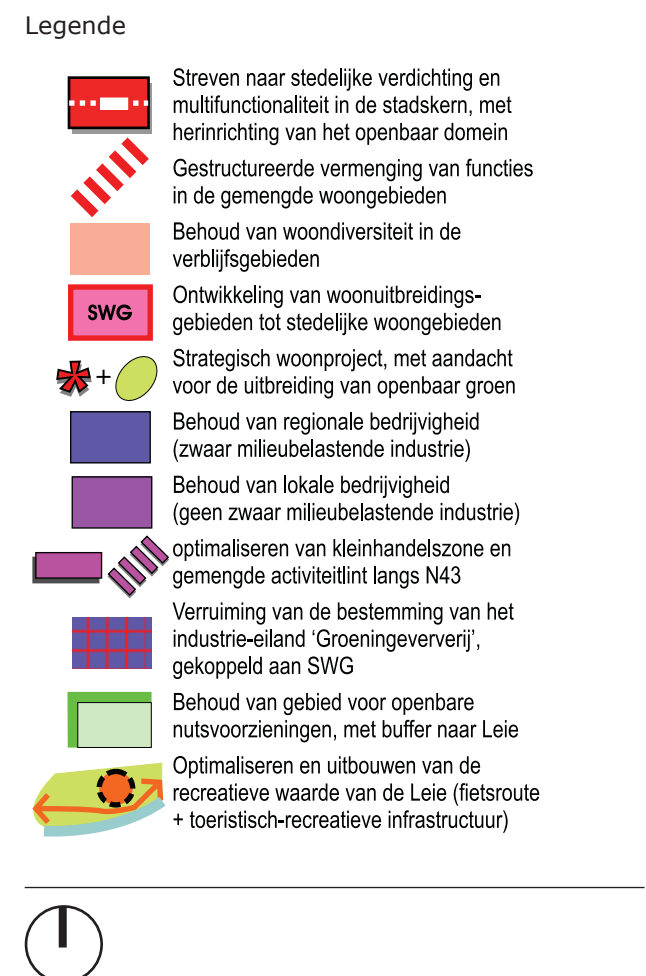 Legende
Streven naar stedelijke verdichting en
multifunctionaliteit in de stadskern, met
herinrichting van het openbaar domein
Gestructureerde vermenging van functies
in de gemengde woongebieden
Behoud van woondiversiteit in de
verblijfsgebieden
SWG
Ontwikkeling van woonuitbreidings-
gebieden tot stedelijke woongebieden
+
Strategisch woonproject, met aandacht
voor de uitbreiding van openbaar groen
Behoud van regionale bedrijvigheid
(zwaar milieubelastende industrie)
Behoud van lokale bedrijvigheid
(geen zwaar milieubelastende industrie)
optimaliseren van kleinhandelszone en
gemengde activiteitlint langs N43
Verruiming van de bestemming van het
industrie-eiland ‘Groeningeververij’,
gekoppeld aan SWG
Behoud van gebied voor openbare
nutsvoorzieningen, met buffer naar Leie
Optimaliseren en uitbouwen van de
recreatieve waarde van de Leie (fietsroute
+ toeristisch-recreatieve infrastructuur)